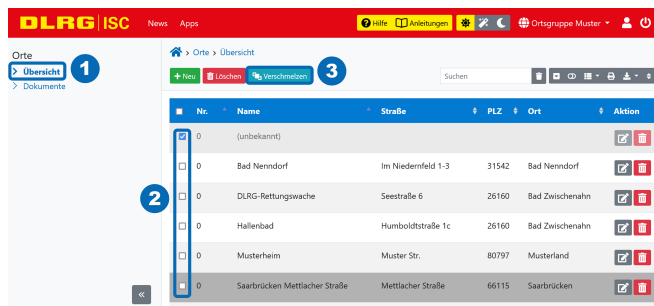 DLRG ISC News Apps Hilfe Anleitungen Ortsgruppe Muster
Orte
Übersicht
Dokumente
1
Orte > Übersicht
Neu Löschen Verschmelzen
3
Suchen
Nr. Name Straße PLZ Ort Aktion
0 (unbekannt)
0 Bad Nenndorf Im Niedernfeld 1-3 31542 Bad Nenndorf
2
0 DLRG-Rettungswache Seestraße 6 26160 Bad Zwischenahn
0 Hallenbad Humboldtstraße 1c 26160 Bad Zwischenahn
0 Musterheim Muster Str. 80797 Musterland
0 Saarbrücken Mettlacher Straße Mettlacher Straße 66115 Saarbrücken